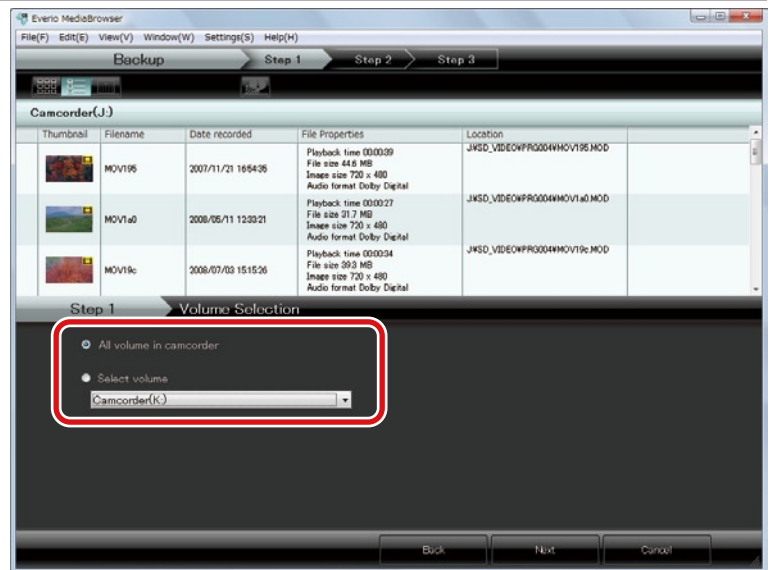 Everio MediaBrowser
File(F) Edit(E) View(V) Window(W) Settings(S) Help(H)
Backup Step 1 Step 2 Step 3
Camcorder(J:)
Thumbnail Filename Date recorded File Properties Location
MOV195 2007/11/21 16:54:35
Playback time 00:00:39
File size 44.6 MB
Image size 720 x 480
Audio format Dolby Digital
J:¥SD_VIDEO¥PRG004¥MOV195.MOD
MOV1a0 2008/05/11 12:33:21
Playback time 00:00:27
File size 31.7 MB
Image size 720 x 480
Audio format Dolby Digital
J:¥SD_VIDEO¥PRG004¥MOV1a0.MOD
MOV19c 2008/07/03 15:15:26
Playback time 00:00:34
File size 39.3 MB
Image size 720 x 480
Audio format Dolby Digital
J:¥SD_VIDEO¥PRG004¥MOV19c.MOD
Step 1 Volume Selection
All volume in camcorder
Select volume
Camcorder(K:)
Back Next Cancel